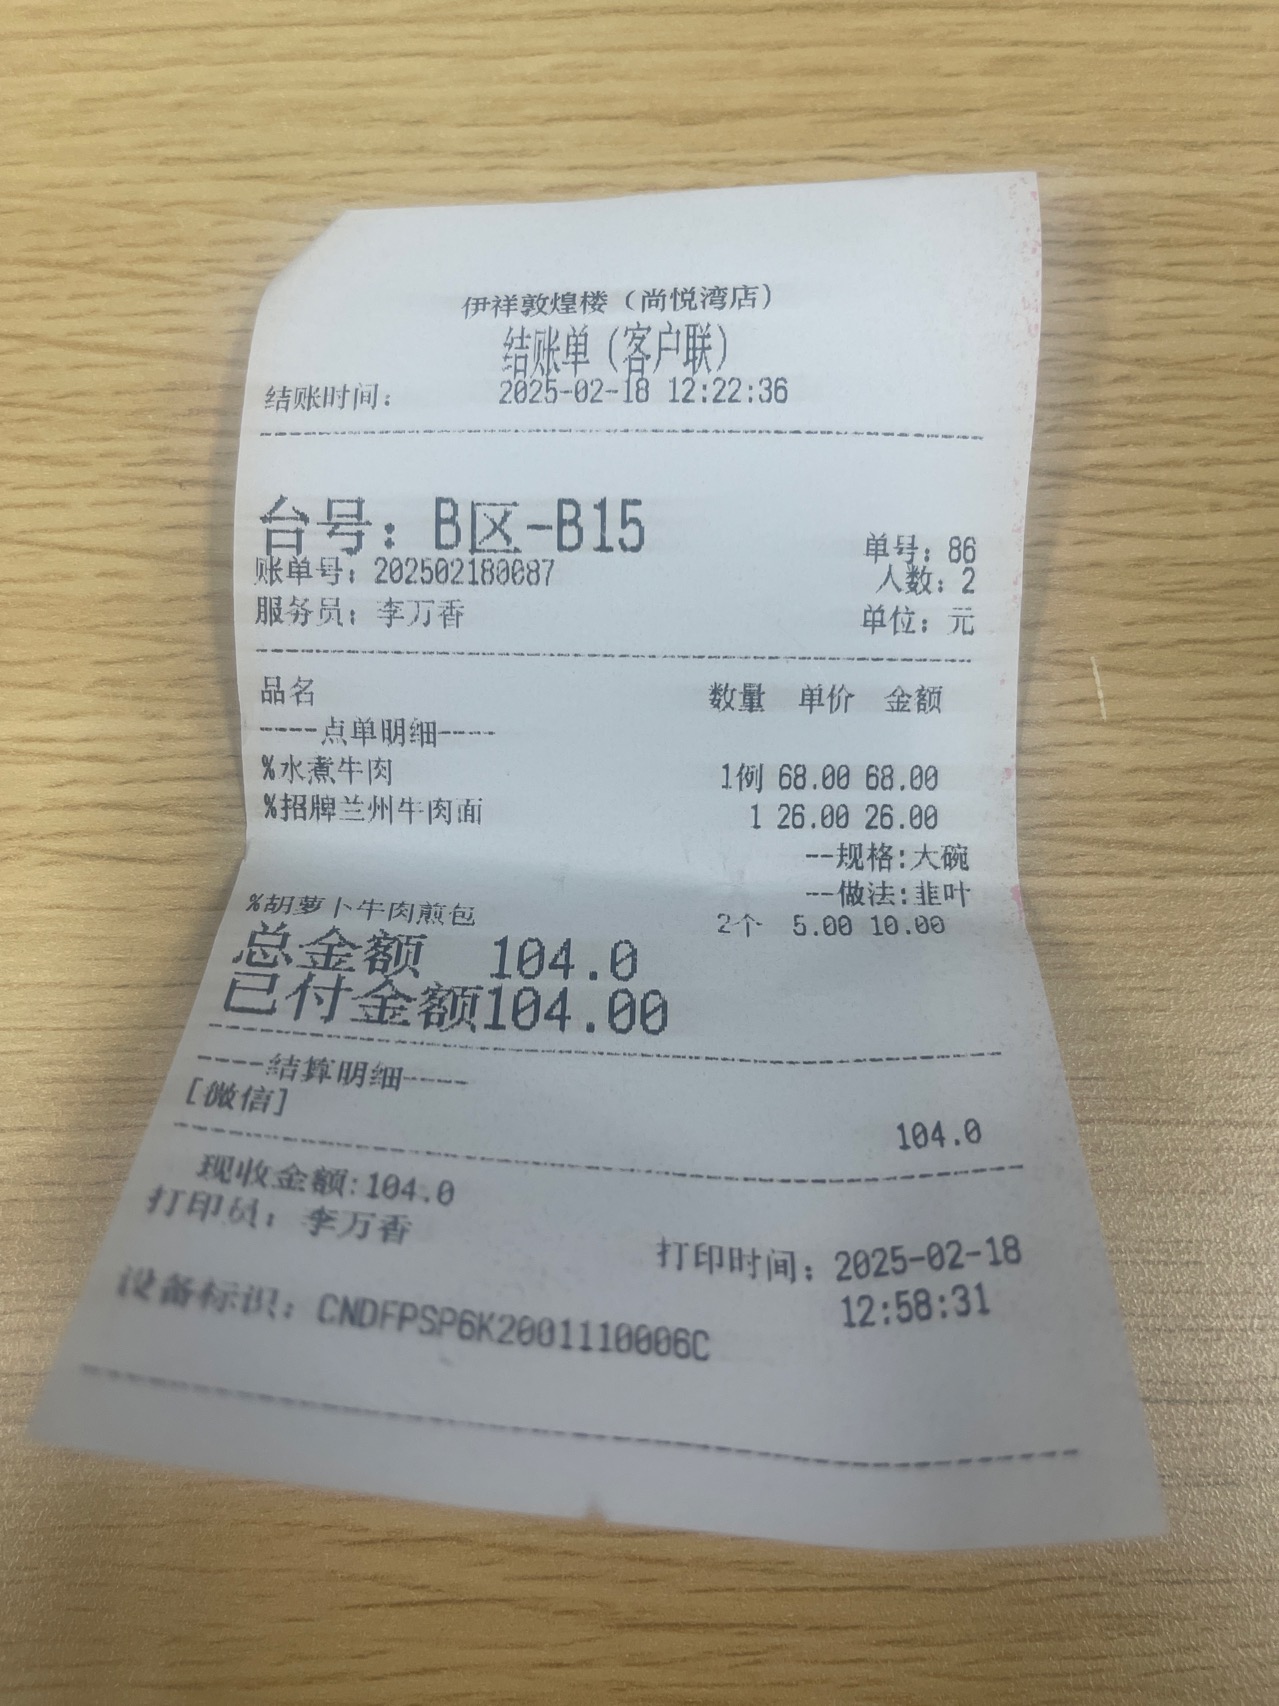 伊祥敦煌楼（尚悦湾店）
结账单（客户联）
结账时间： 2025-02-18 12:22:36
台号：B区-B15
单号：86
账单号：202502180087
人数：2
服务员：李万香
单位：元
品名 数量 单价 金额
----点单明细----
%水煮牛肉 1例 68.00 68.00
%招牌兰州牛肉面 1 26.00 26.00
--规格:大碗
--做法:韭叶
%胡萝卜牛肉煎包 2个 5.00 10.00
总金额 104.0
已付金额104.00
----结算明细----
[微信] 104.0
现收金额:104.0
打印员：李万香
打印时间：2025-02-18
12:58:31
设备标识：CNDFPSP6K2001110006C